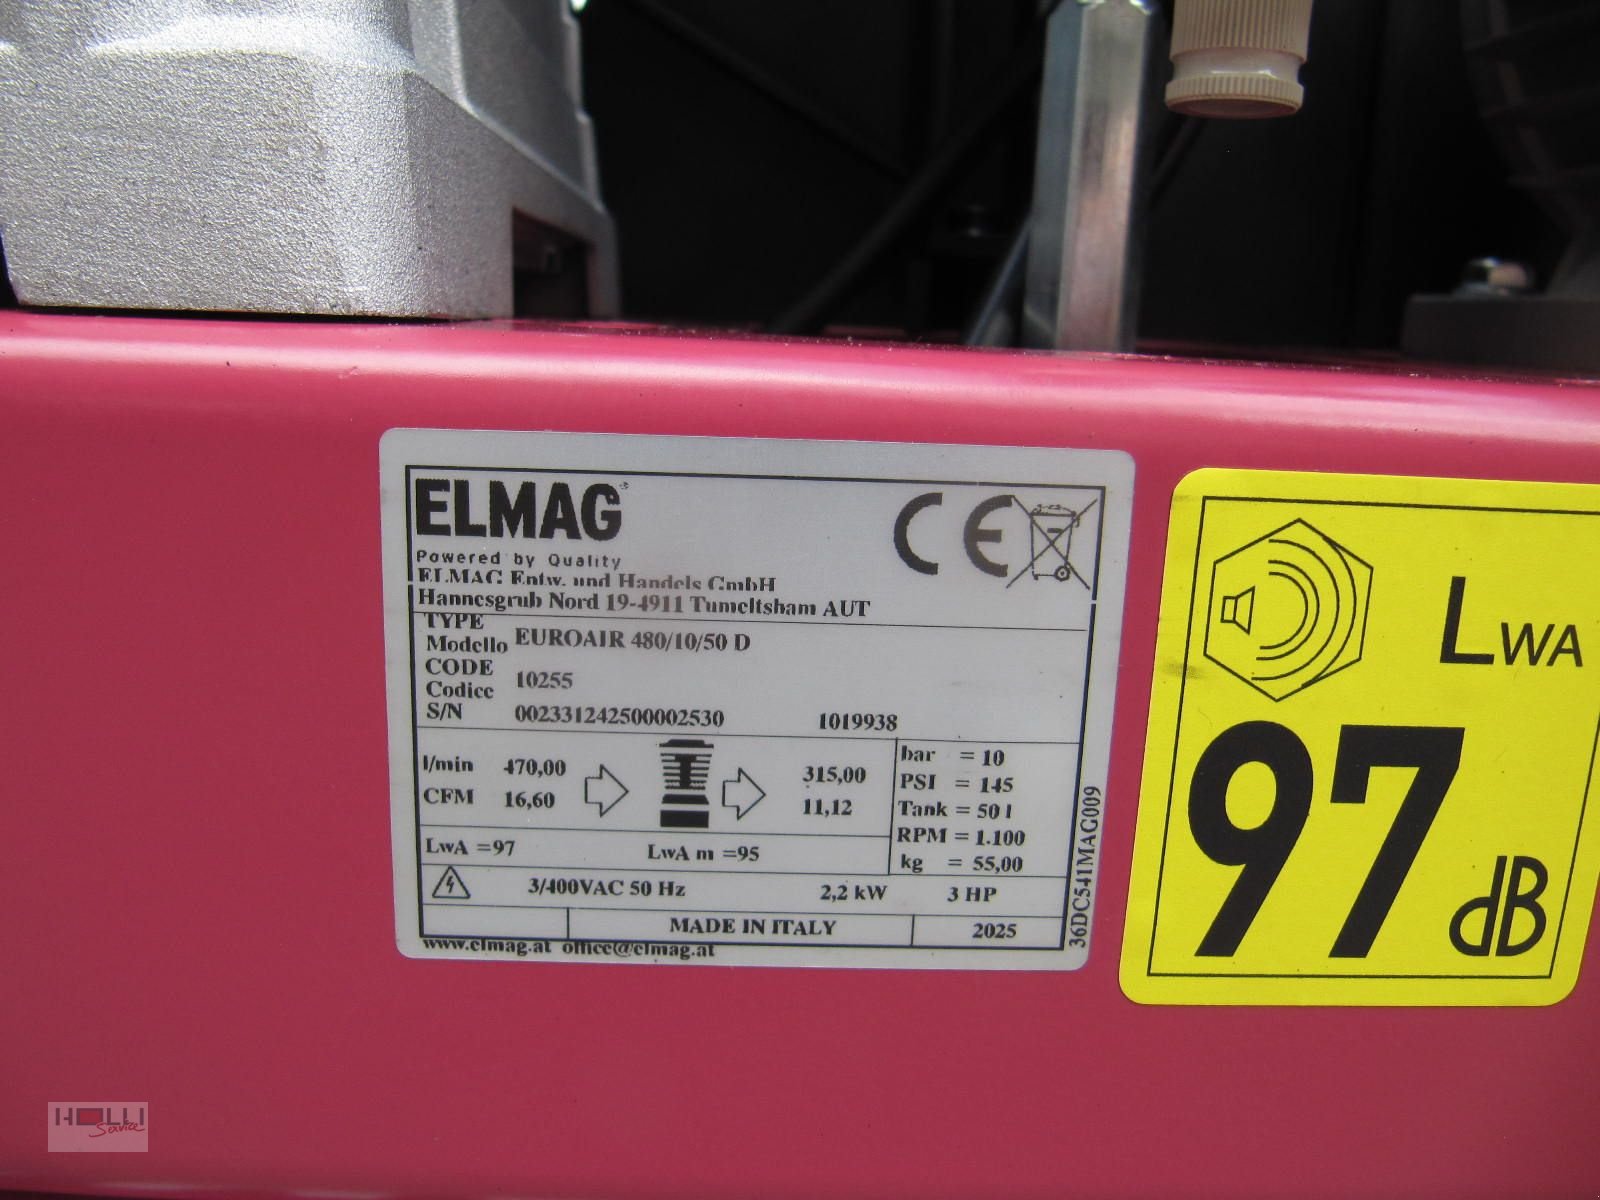 ELMAG
Powered by Quality
ELMAG Entw. und Handels GmbH
Hannesgrub Nord 19-4911 Tumeltsham AUT
CE
TYPE
Modello EUROAIR 480/10/50 D
CODE
Codice 10255
S/N 002331242500002530 1019938
l/min 470,00 315,00
CFM 16,60 11,12
LwA =97 LwA m =95
bar = 10
PSI = 145
Tank = 50 l
RPM = 1.100
kg = 55,00
3/400VAC 50 Hz 2,2 kW 3 HP
MADE IN ITALY 2025
www.elmag.at office@elmag.at
36DC541MAG009
LWA
97 dB
HOLLI
Service